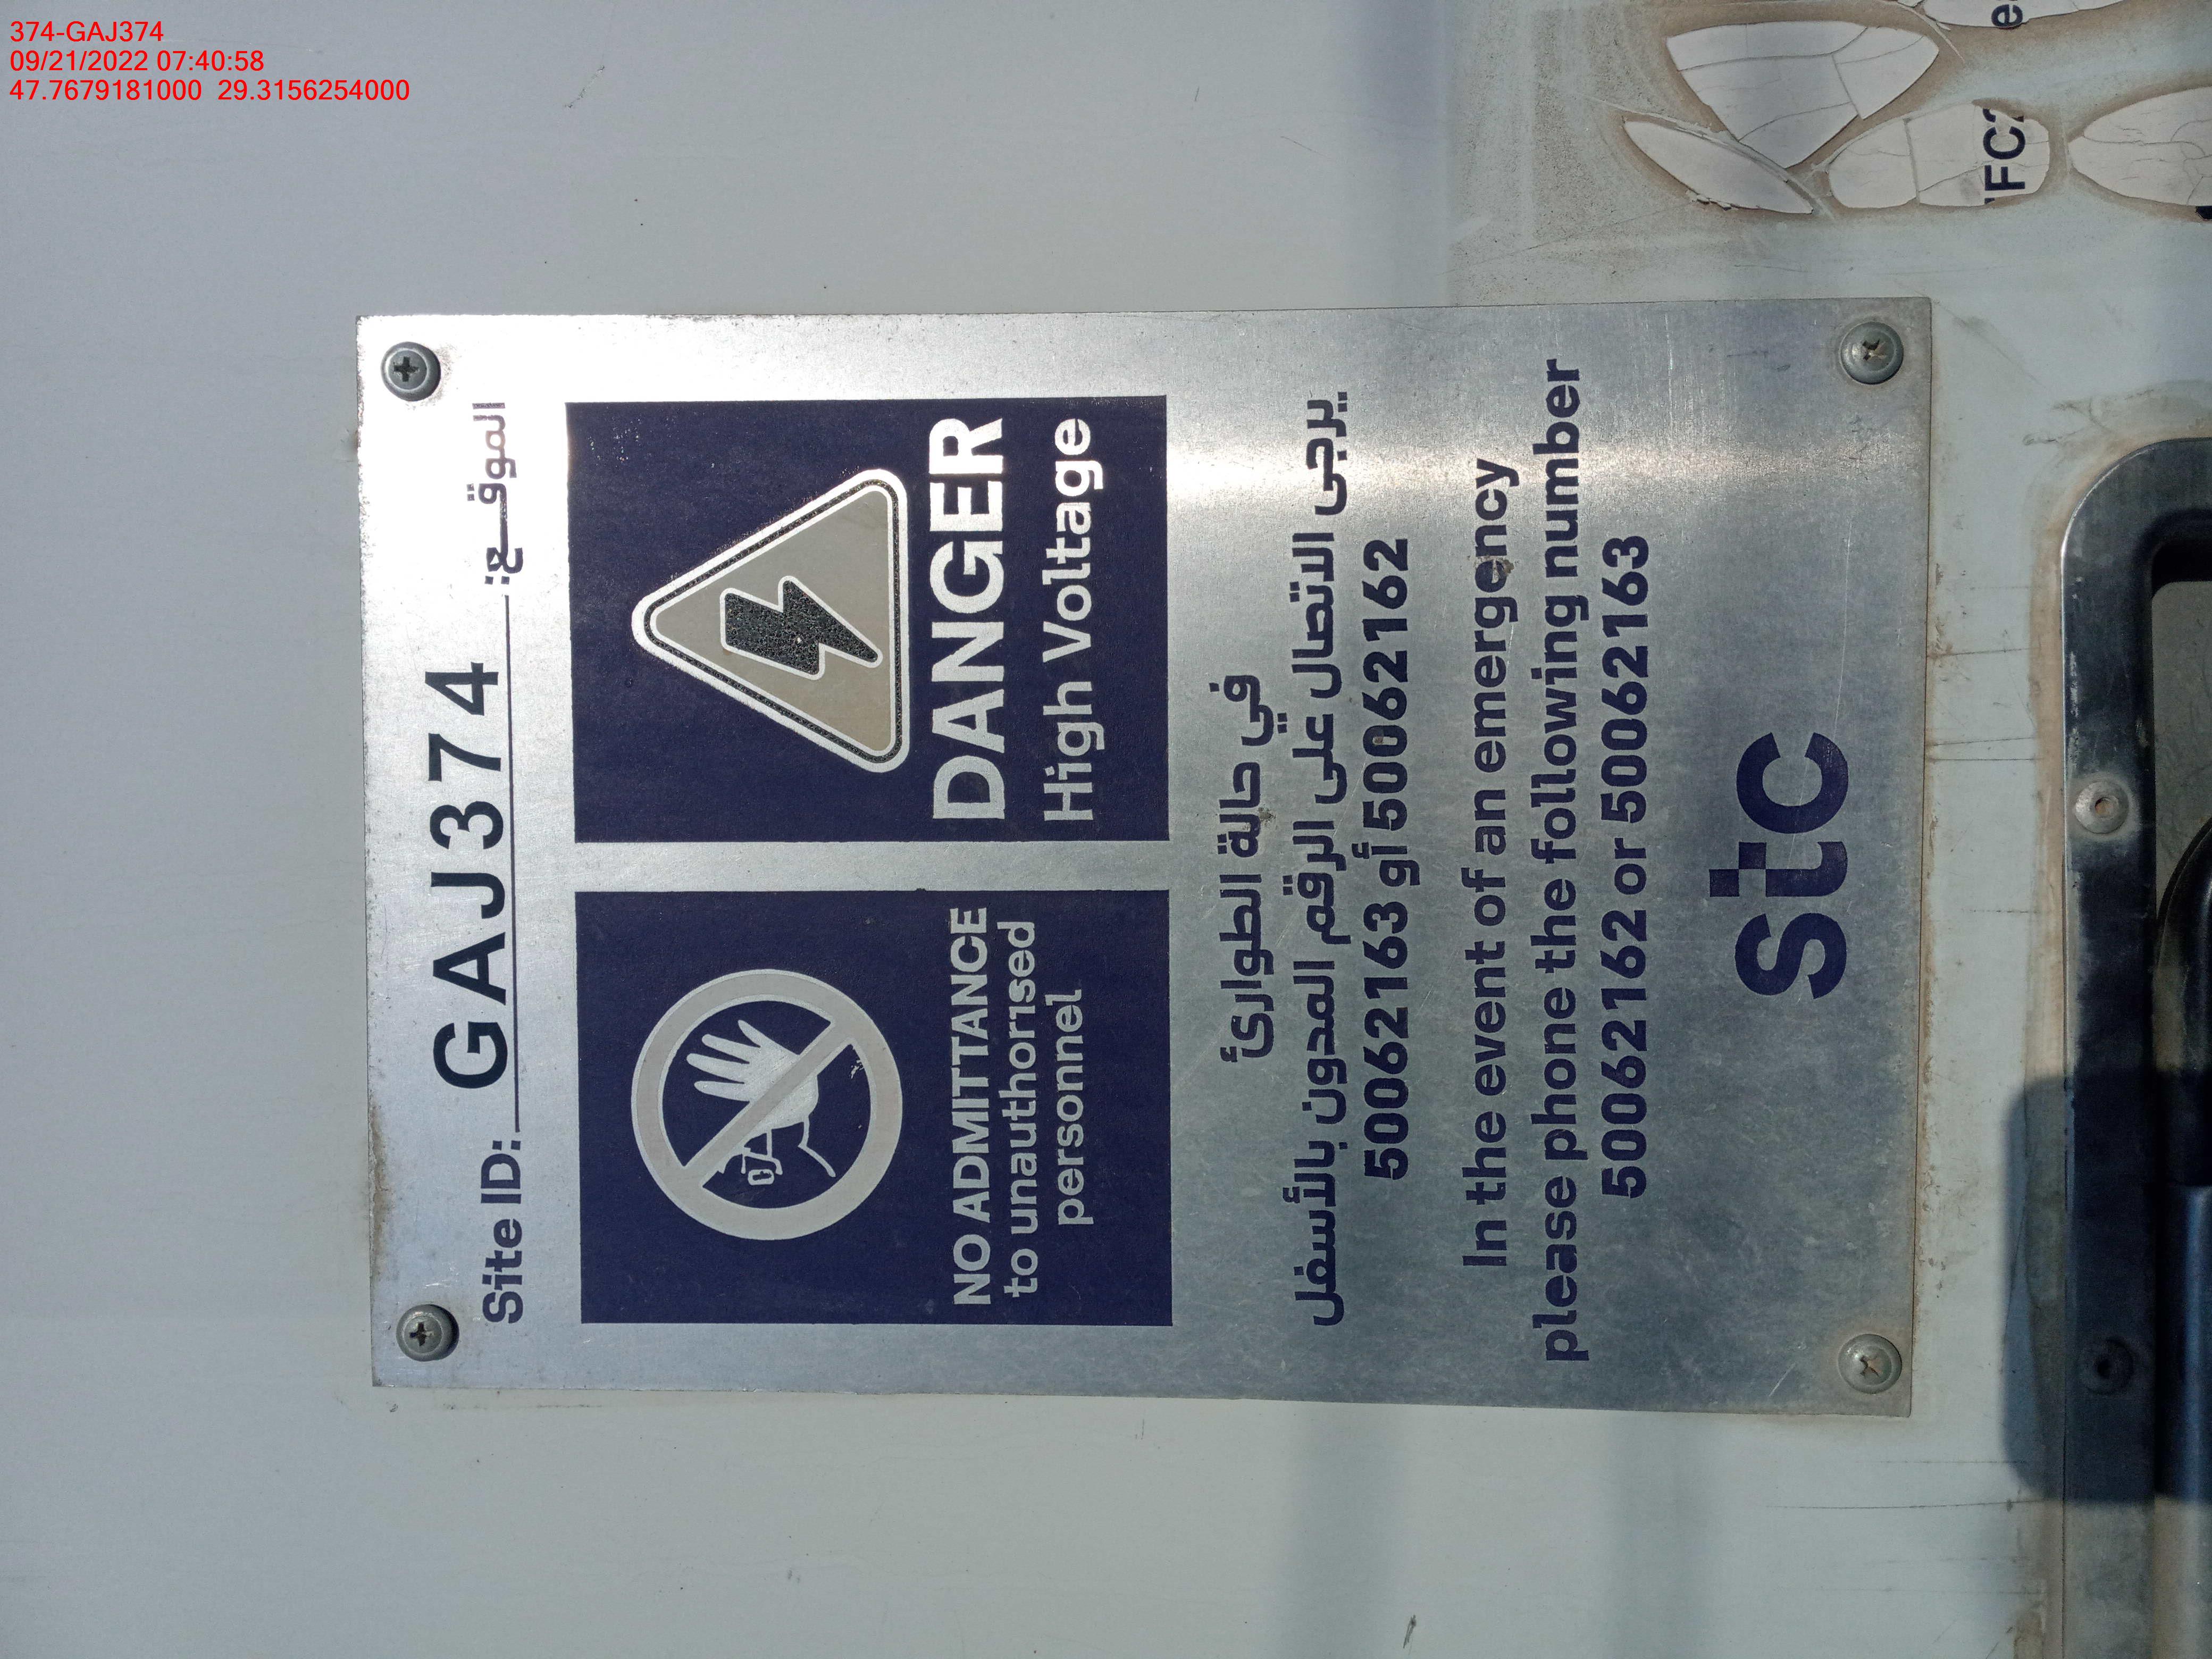 374-GAJ374
09/21/2022 07:40:58
47.7679181000 29.3156254000
Site ID: GAJ374 الموقع:
NO ADMITTANCE
to unauthorised
personnel
DANGER
High Voltage
في حالة الطوارئ
يرجى الاتصال على الرقم المدون بالأسفل
50062163 أو 50062162
In the event of an emergency
please phone the following number
50062162 or 50062163
stc